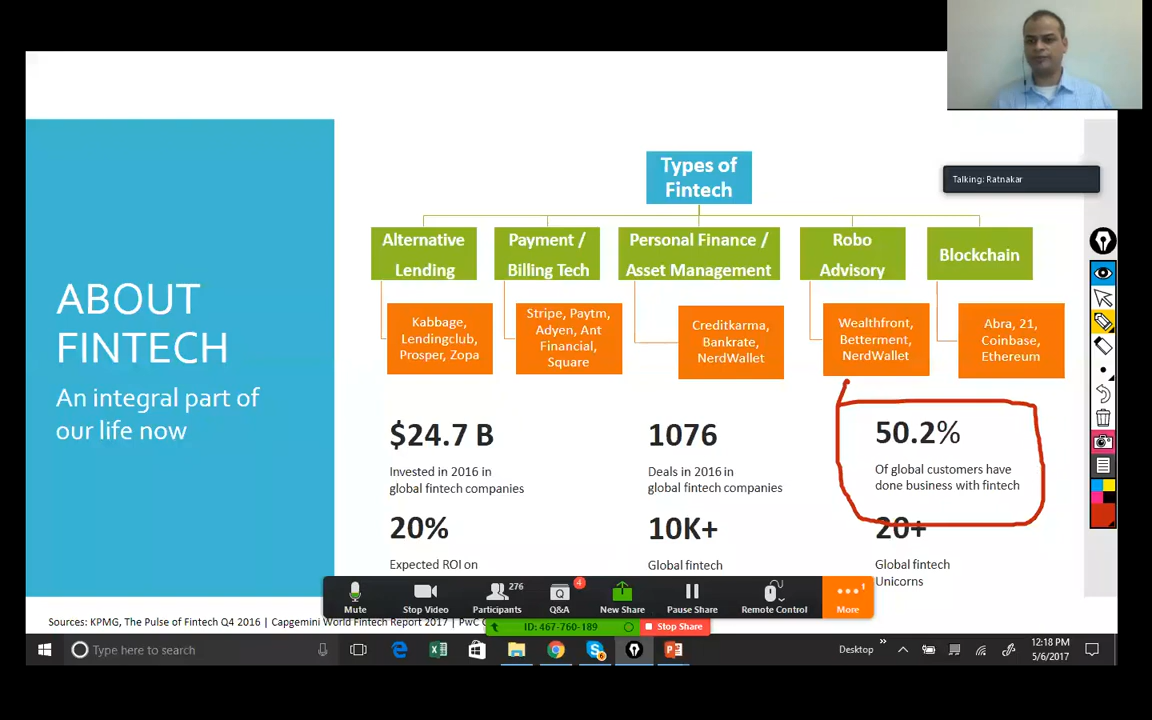 Talking: Ratnakar
ABOUT
FINTECH
An integral part of
our life now
Types of
Fintech
Alternative
Lending
Payment /
Billing Tech
Personal Finance /
Asset Management
Robo
Advisory
Blockchain
Kabbage,
Lendingclub,
Prosper, Zopa
Stripe, Paytm,
Adyen, Ant
Financial,
Square
Creditkarma,
Bankrate,
NerdWallet
Wealthfront,
Betterment,
NerdWallet
Abra, 21,
Coinbase,
Ethereum
$24.7 B
Invested in 2016 in
global fintech companies
1076
Deals in 2016 in
global fintech companies
50.2%
Of global customers have
done business with fintech
20%
Expected ROI on
10K+
Global fintech
20+
Global fintech
Unicorns
Mute
Stop Video
276
Participants
4
Q&A
New Share
Pause Share
Remote Control
1
More
ID: 467-760-189
Stop Share
Sources: KPMG, The Pulse of Fintech Q4 2016 | Capgemini World Fintech Report 2017 | PwC
Type here to search
Desktop
12:18 PM
5/6/2017